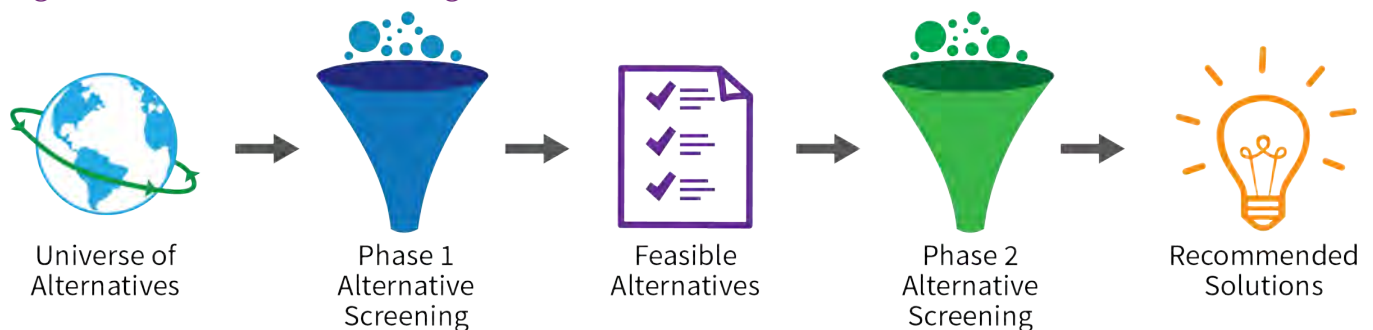 Universe of
Alternatives
Phase 1
Alternative
Screening
Feasible
Alternatives
Phase 2
Alternative
Screening
Recommended
Solutions